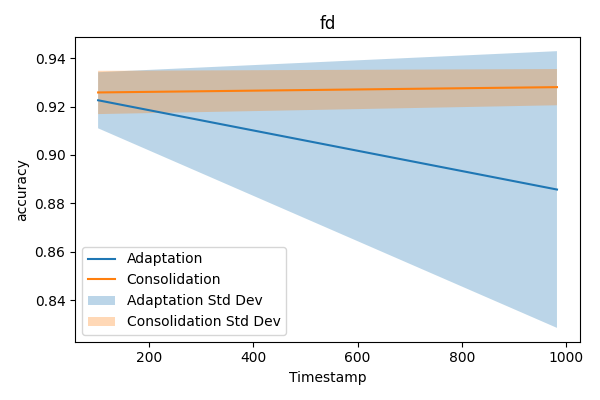 fd
0.94
0.92
0.90
0.88
0.86
0.84
accuracy
Adaptation
Consolidation
Adaptation Std Dev
Consolidation Std Dev
200 400 600 800 1000
Timestamp